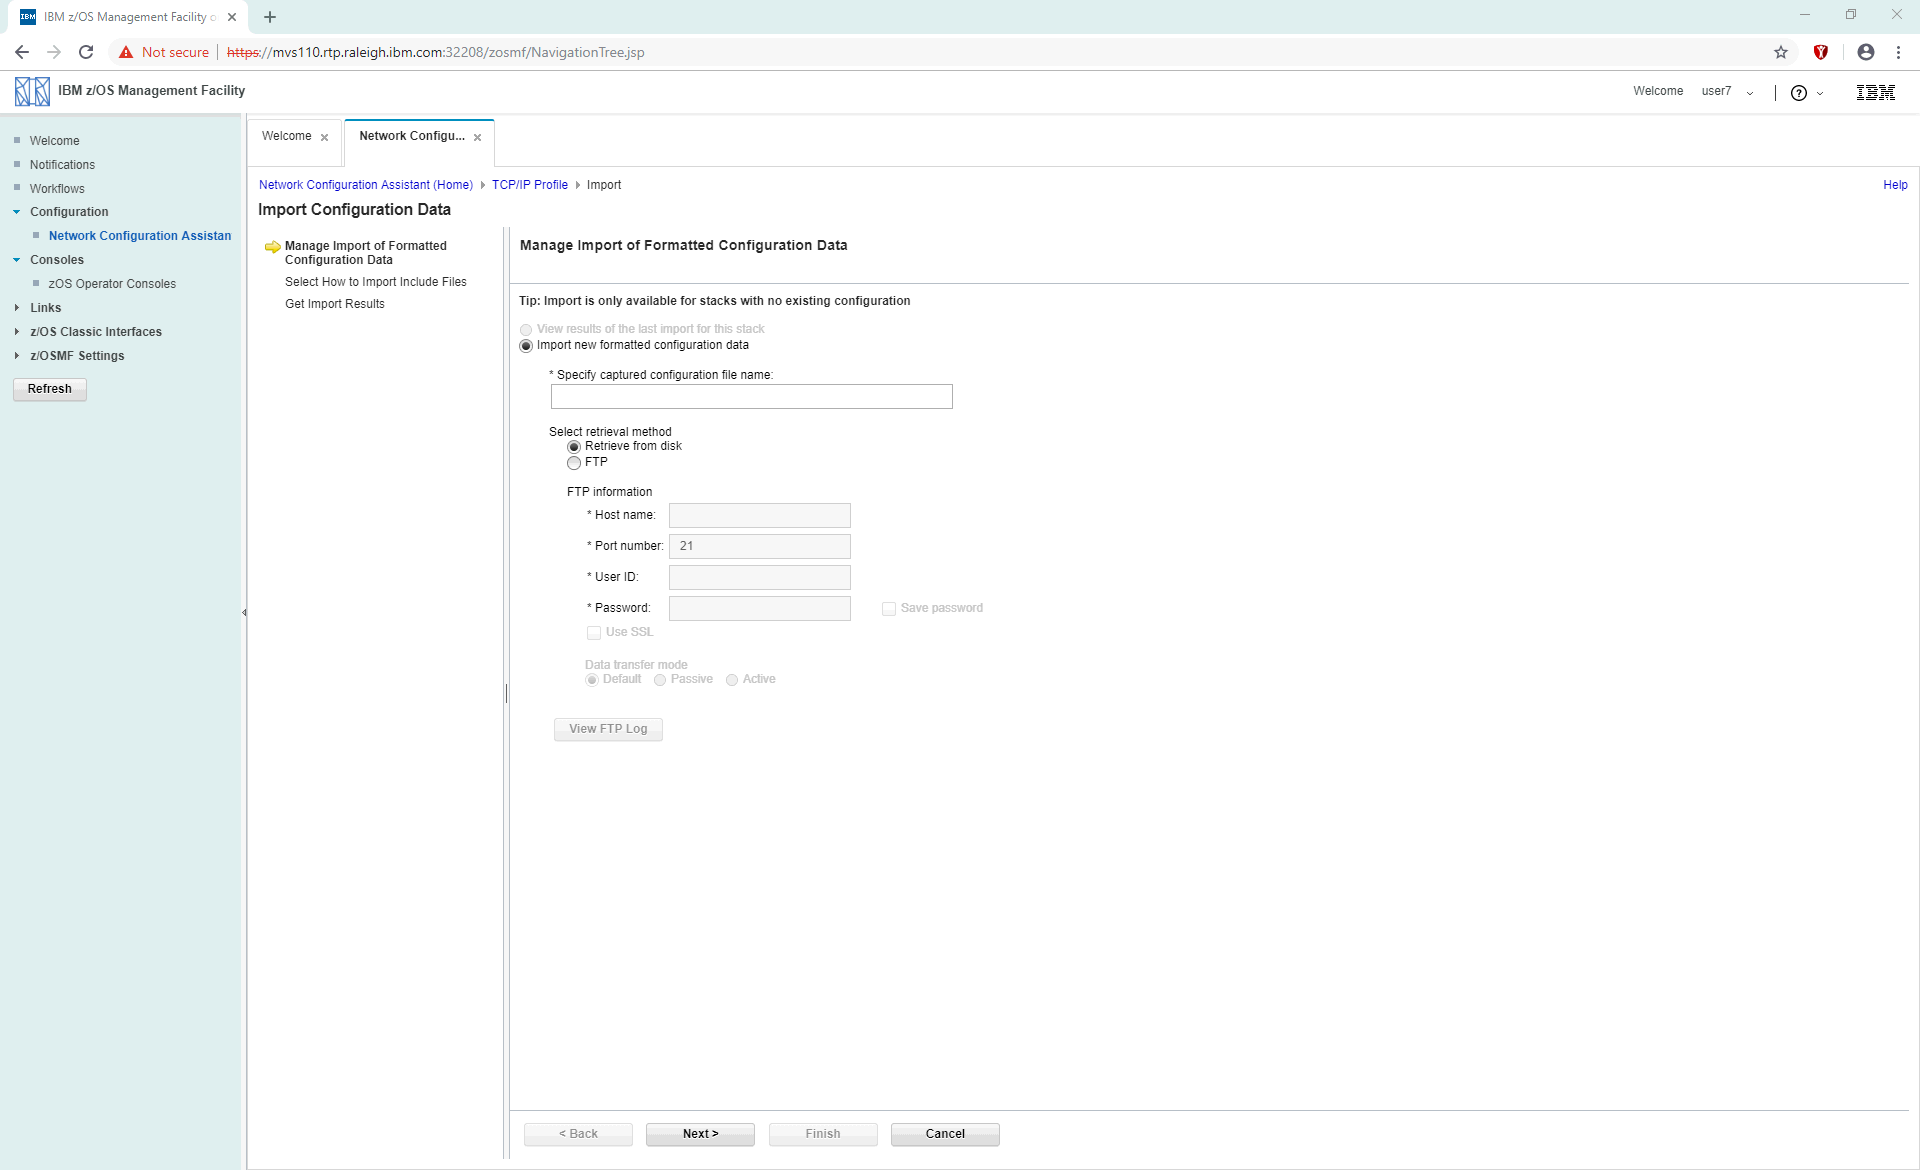 IBM
IBM z/OS Management Facility o
Not secure
https://mvs110.rtp.raleigh.ibm.com:32208/zosmf/NavigationTree.jsp
IBM z/OS Management Facility
Welcome user7
?
IBM
Welcome
Notifications
Workflows
Configuration
Network Configuration Assistan
Consoles
zOS Operator Consoles
Links
z/OS Classic Interfaces
z/OSMF Settings
Refresh
Welcome
Network Configu...
Network Configuration Assistant (Home) TCP/IP Profile Import
Help
Import Configuration Data
Manage Import of Formatted
Configuration Data
Select How to Import Include Files
Get Import Results
Manage Import of Formatted Configuration Data
Tip: Import is only available for stacks with no existing configuration
View results of the last import for this stack
Import new formatted configuration data
* Specify captured configuration file name:
Select retrieval method
Retrieve from disk
FTP
FTP information
* Host name:
* Port number: 21
* User ID:
* Password:
Save password
Use SSL
Data transfer mode
Default Passive Active
View FTP Log
< Back Next > Finish Cancel